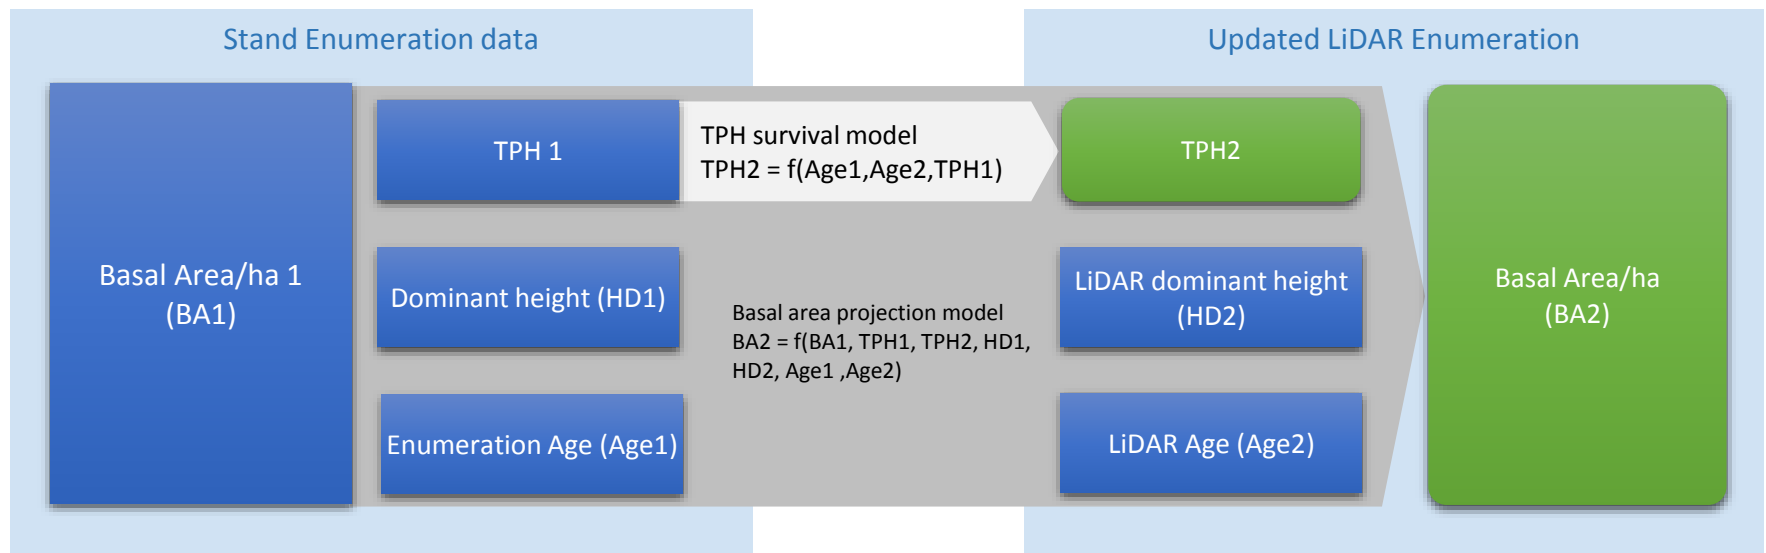 Stand Enumeration data
Updated LiDAR Enumeration
Basal Area/ha 1
(BA1)
TPH 1
TPH survival model
TPH2 = f(Age1,Age2,TPH1)
TPH2
Dominant height (HD1)
Basal area projection model
BA2 = f(BA1, TPH1, TPH2, HD1,
HD2, Age1 ,Age2)
LiDAR dominant height
(HD2)
Enumeration Age (Age1)
LiDAR Age (Age2)
Basal Area/ha
(BA2)